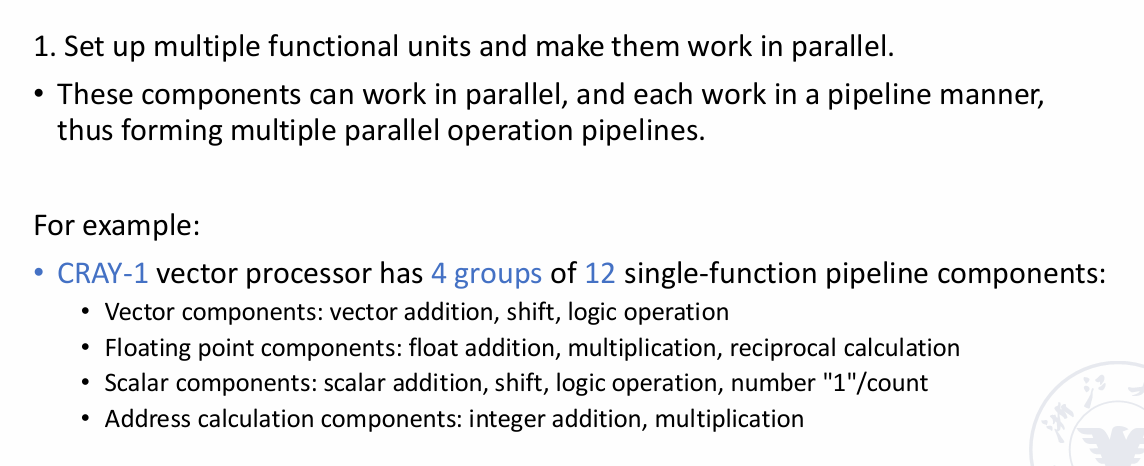 1. Set up multiple functional units and make them work in parallel.
• These components can work in parallel, and each work in a pipeline manner,
thus forming multiple parallel operation pipelines.
For example:
• CRAY-1 vector processor has 4 groups of 12 single-function pipeline components:
• Vector components: vector addition, shift, logic operation
• Floating point components: float addition, multiplication, reciprocal calculation
• Scalar components: scalar addition, shift, logic operation, number "1"/count
• Address calculation components: integer addition, multiplication